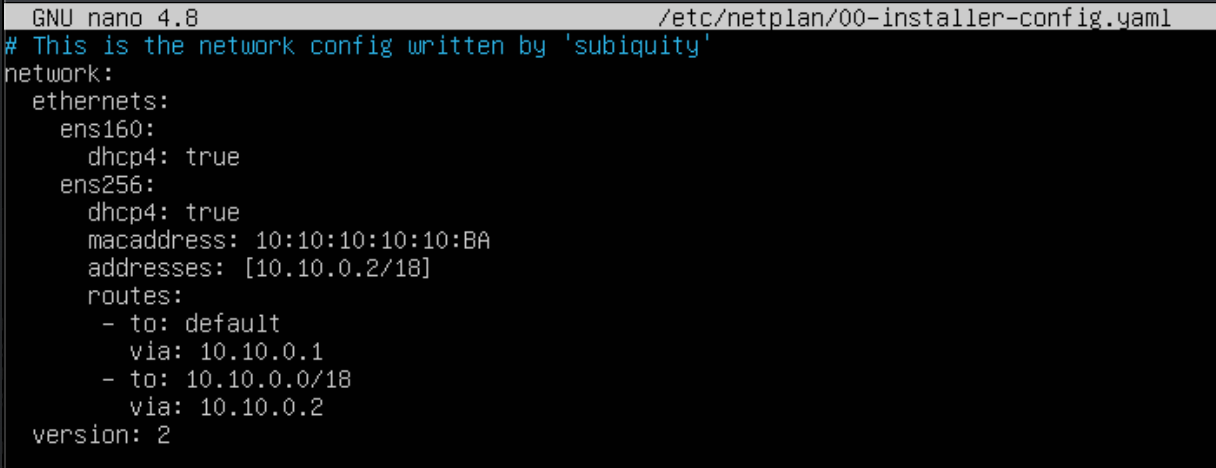 GNU nano 4.8 /etc/netplan/00-installer-config.yaml
# This is the network config written by 'subiquity'
network:
  ethernets:
    ens160:
      dhcp4: true
    ens256:
      dhcp4: true
      macaddress: 10:10:10:10:10:BA
      addresses: [10.10.0.2/18]
      routes:
       - to: default
         via: 10.10.0.1
       - to: 10.10.0.0/18
         via: 10.10.0.2
  version: 2